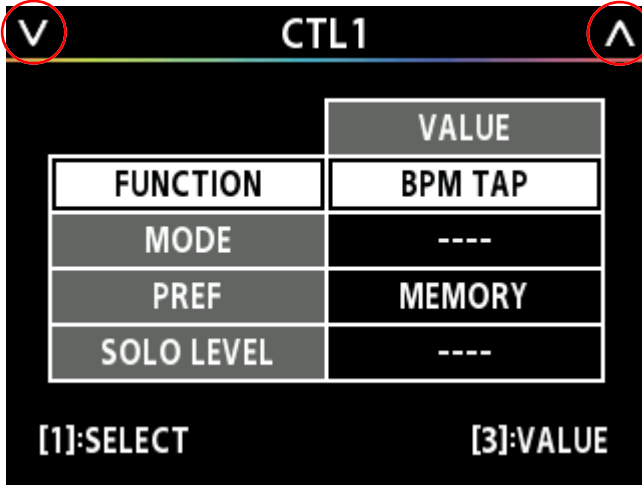 ∨ CTL1 ∧
VALUE
FUNCTION BPM TAP
MODE ----
PREF MEMORY
SOLO LEVEL ----
[1]:SELECT [3]:VALUE